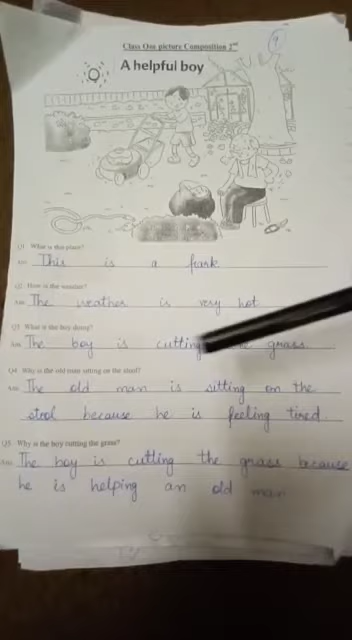 Class One picture Composition 2nd
A helpful boy
Q1 What is this place?
Ans This is a park
Q2 How is the weather?
Ans The weather is very hot
Q3 What is the boy doing?
Ans The boy is cutting grass
Q4 Why is the old man sitting on the stool?
Ans The old man is sitting on the
stool because he is feeling tired
Q5 Why is the boy cutting the grass?
Ans The boy is cutting the grass because
he is helping an old man